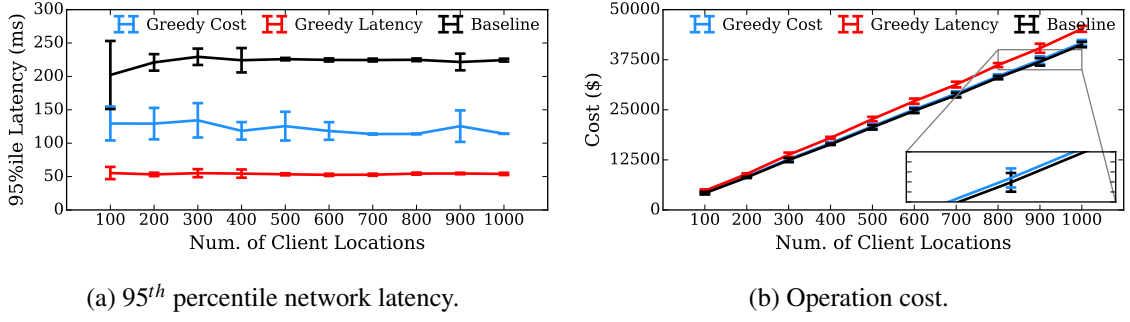 Greedy Cost Greedy Latency Baseline
95%ile Latency (ms)
300
250
200
150
100
50
0
100 200 300 400 500 600 700 800 900 1000
Num. of Client Locations
(a) 95th percentile network latency.
Greedy Cost Greedy Latency Baseline
Cost ($)
50000
37500
25000
12500
0
100 200 300 400 500 600 700 800 900 1000
Num. of Client Locations
(b) Operation cost.